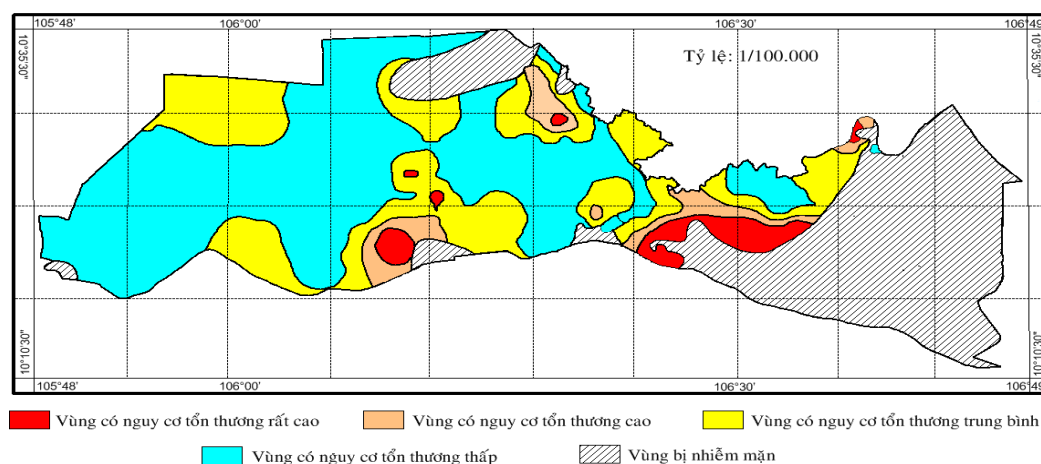 105°48' 106°00' 106°30' 106°49'
10°35'30" 10°35'30"
Tỷ lệ: 1/100.000
10°10'30" 10°10'30"
105°48' 106°00' 106°30' 106°49'
Vùng có nguy cơ tổn thương rất cao Vùng có nguy cơ tổn thương cao Vùng có nguy cơ tổn thương trung bình
Vùng có nguy cơ tổn thương thấp Vùng bị nhiễm mặn